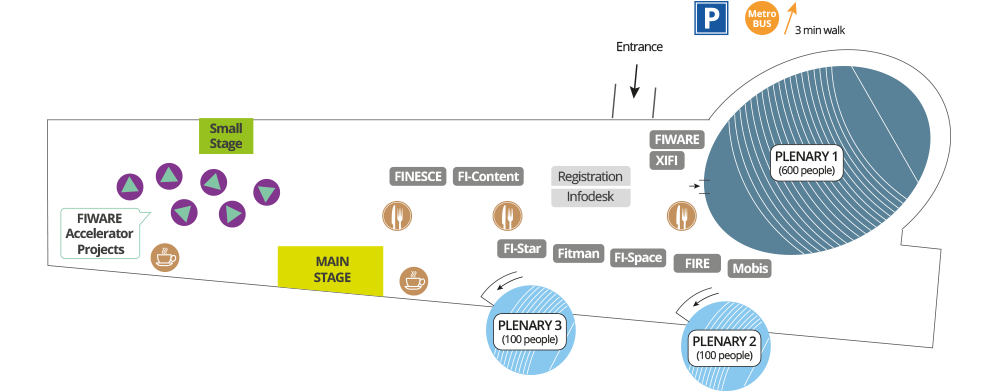 P
Metro
BUS
3 min walk
Entrance
Small
Stage
FIWARE
XIFI
PLENARY 1
(600 people)
FINESCE
FI-Content
Registration
Infodesk
FIWARE
Accelerator
Projects
MAIN
STAGE
FI-Star
Fitman
FI-Space
FIRE
Mobis
PLENARY 3
(100 people)
PLENARY 2
(100 people)